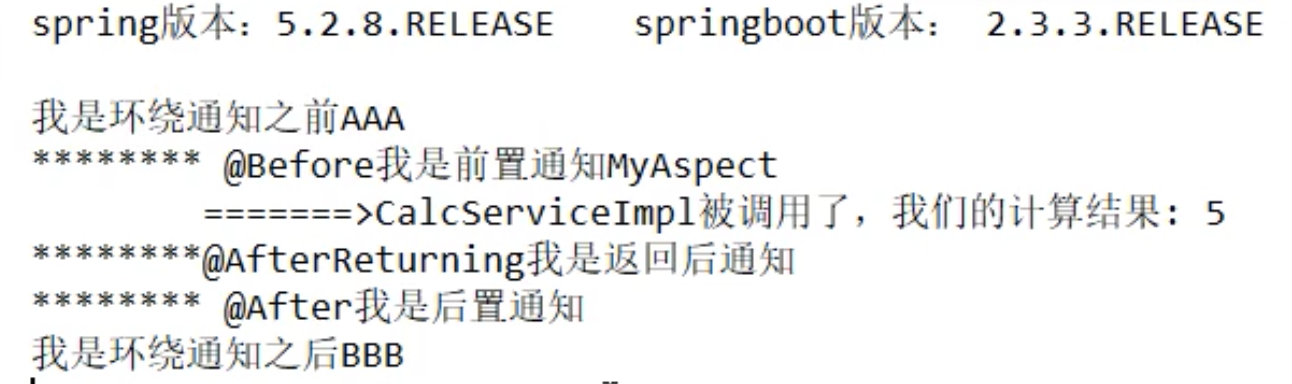 spring版本：5.2.8.RELEASE    springboot版本： 2.3.3.RELEASE
我是环绕通知之前AAA
******** @Before我是前置通知MyAspect
=======>CalcServiceImpl被调用了，我们的计算结果：5
********@AfterReturning我是返回后通知
******** @After我是后置通知
我是环绕通知之后BBB